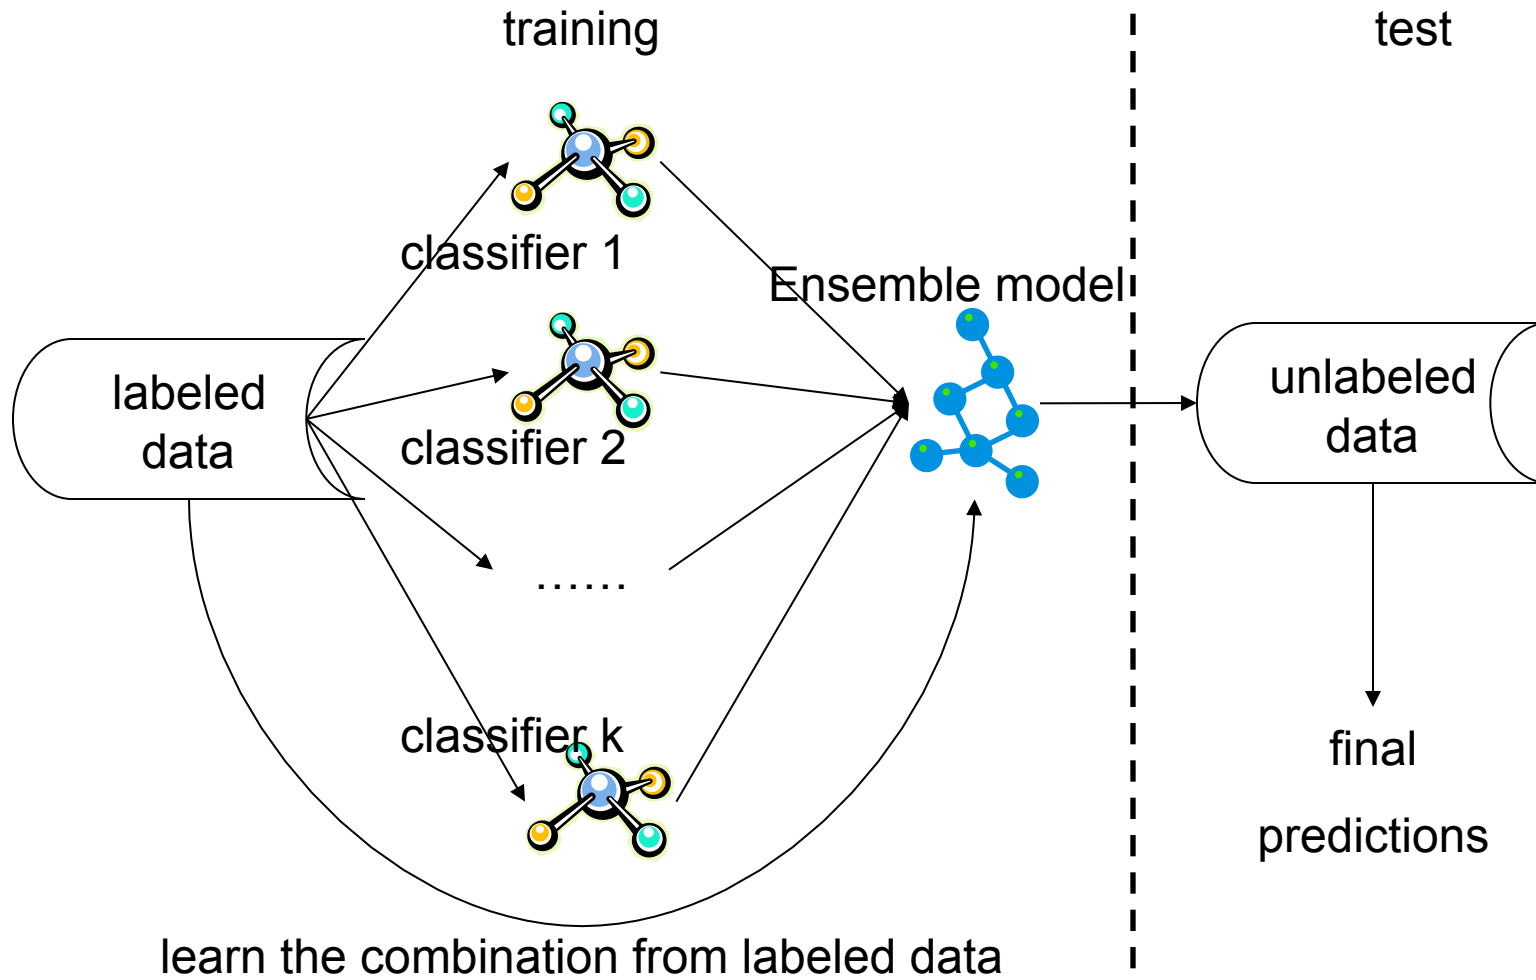 training
test
classifier 1
Ensemble model
labeled
data
unlabeled
data
classifier 2
......
classifier k
final
predictions
learn the combination from labeled data